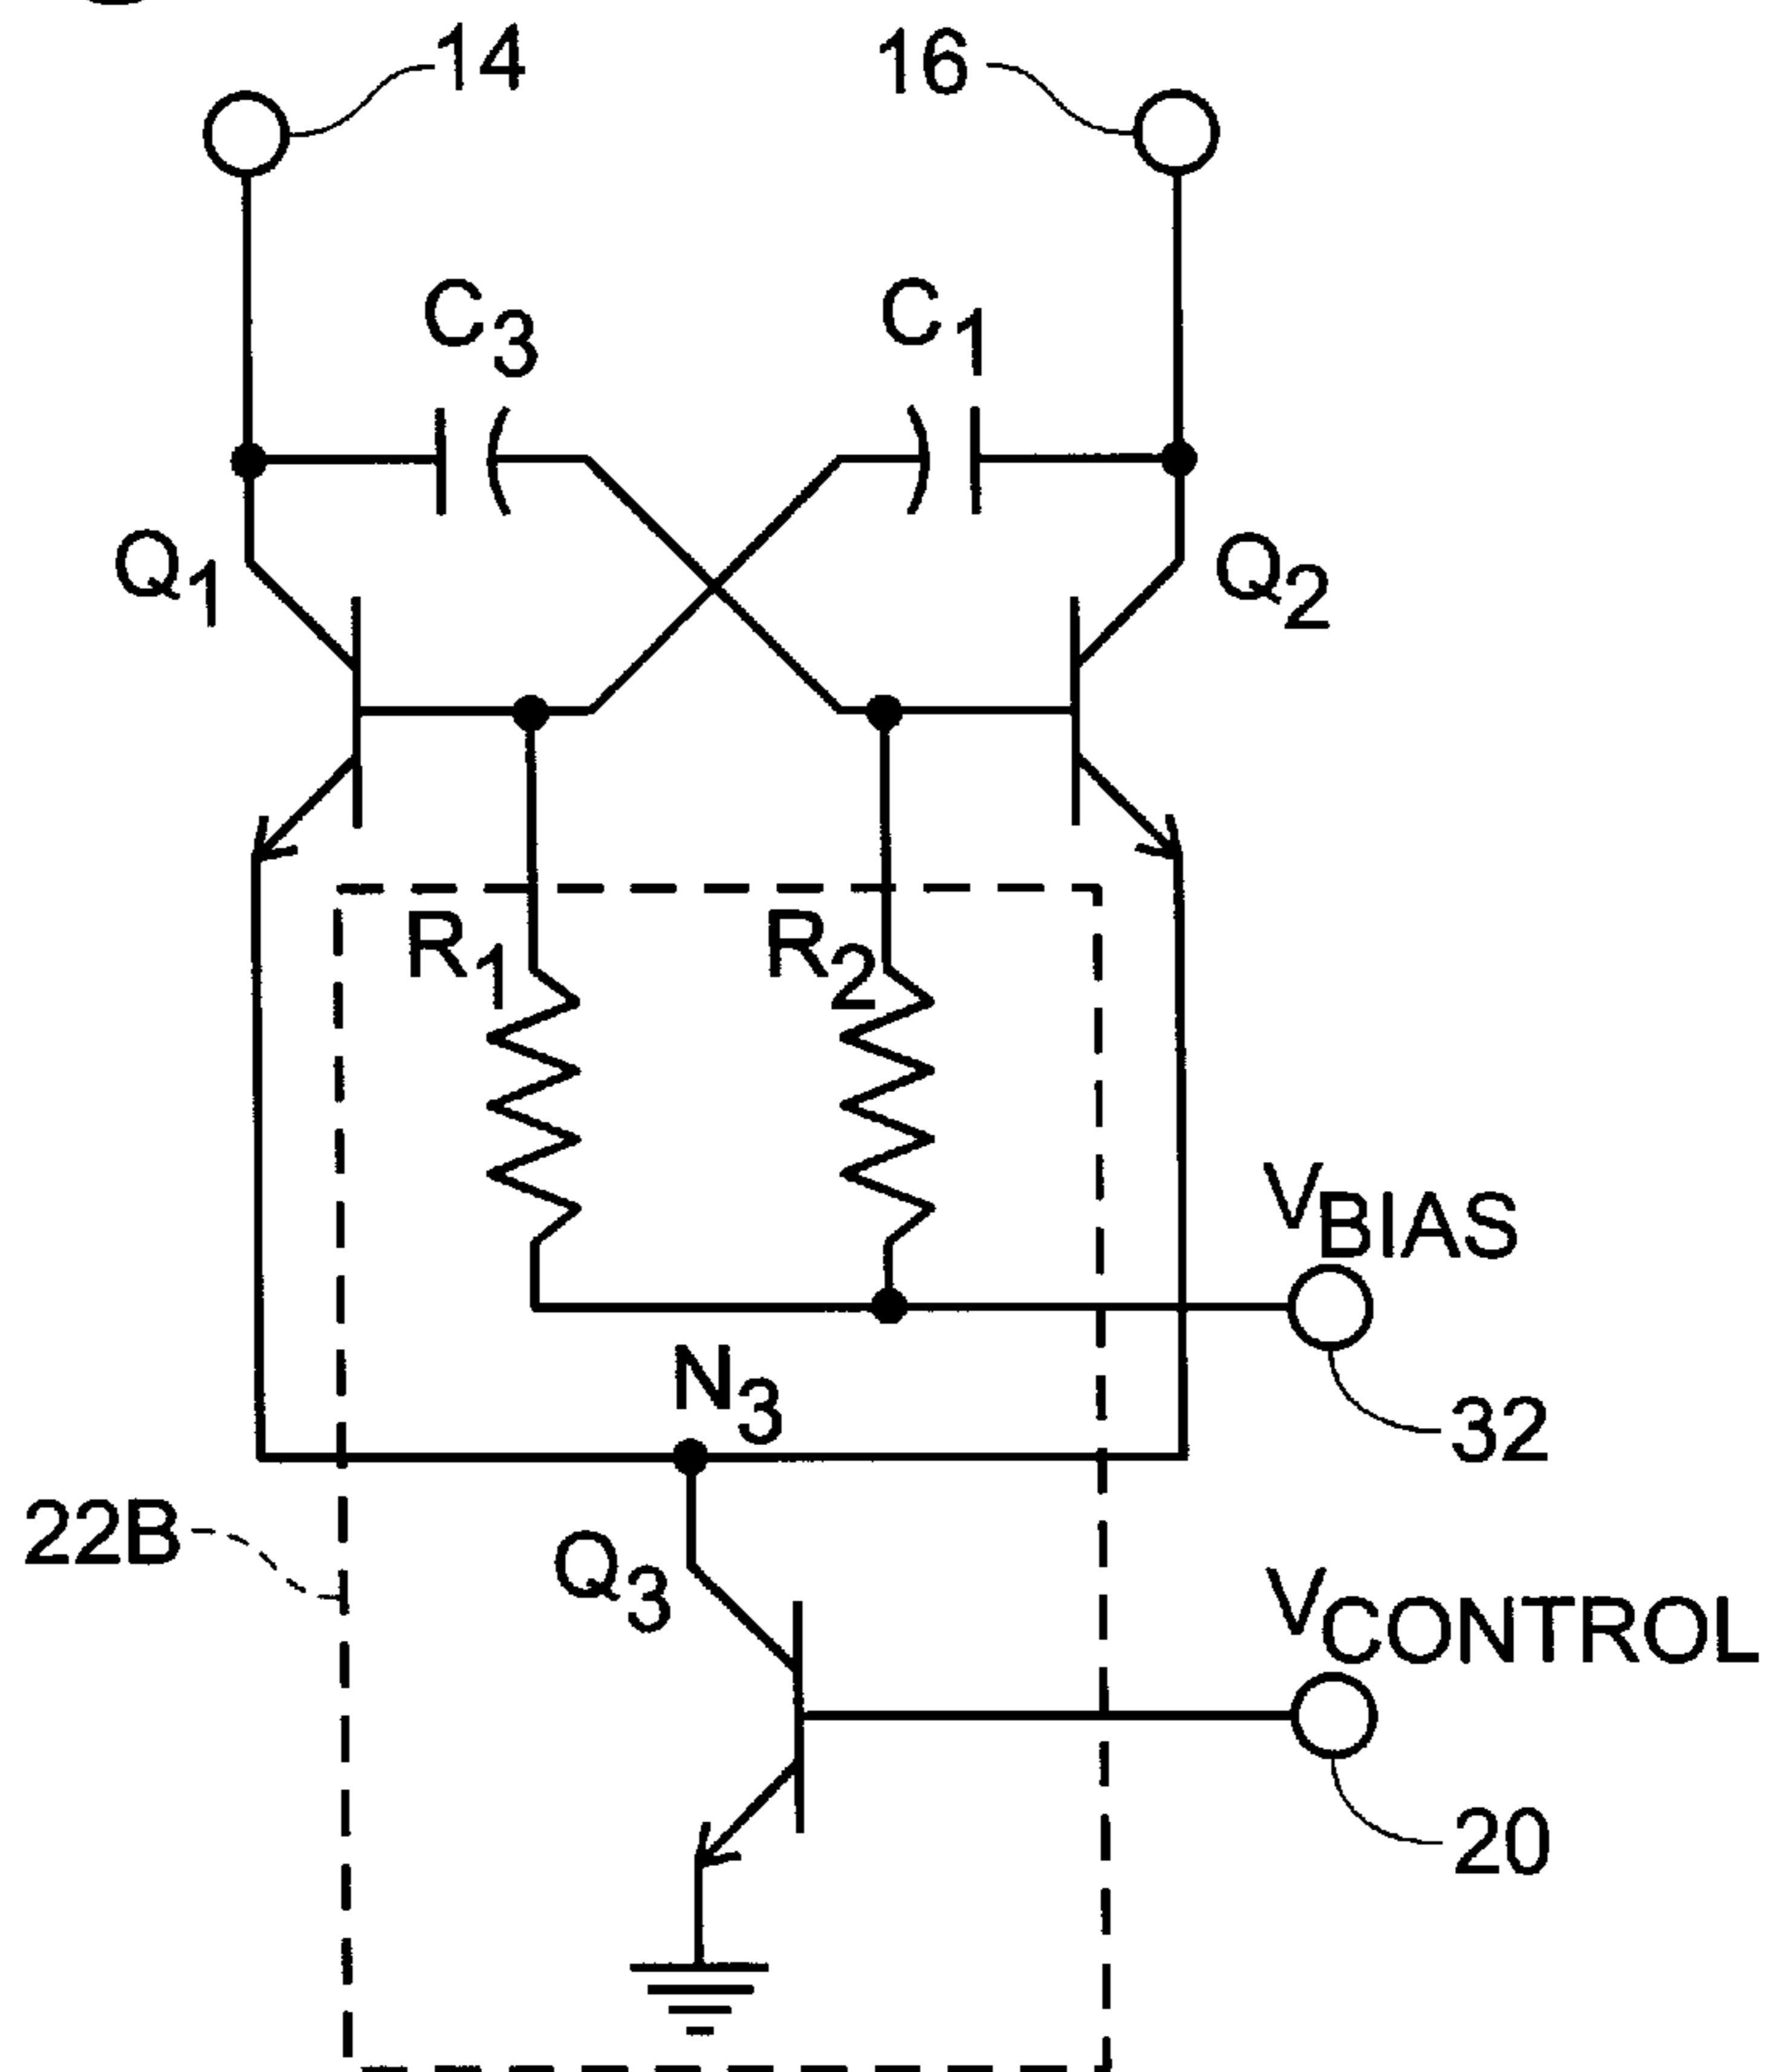 14
16
C3
C1
Q1
Q2
R1
R2
VBIAS
N3
32
22B
Q3
VCONTROL
20